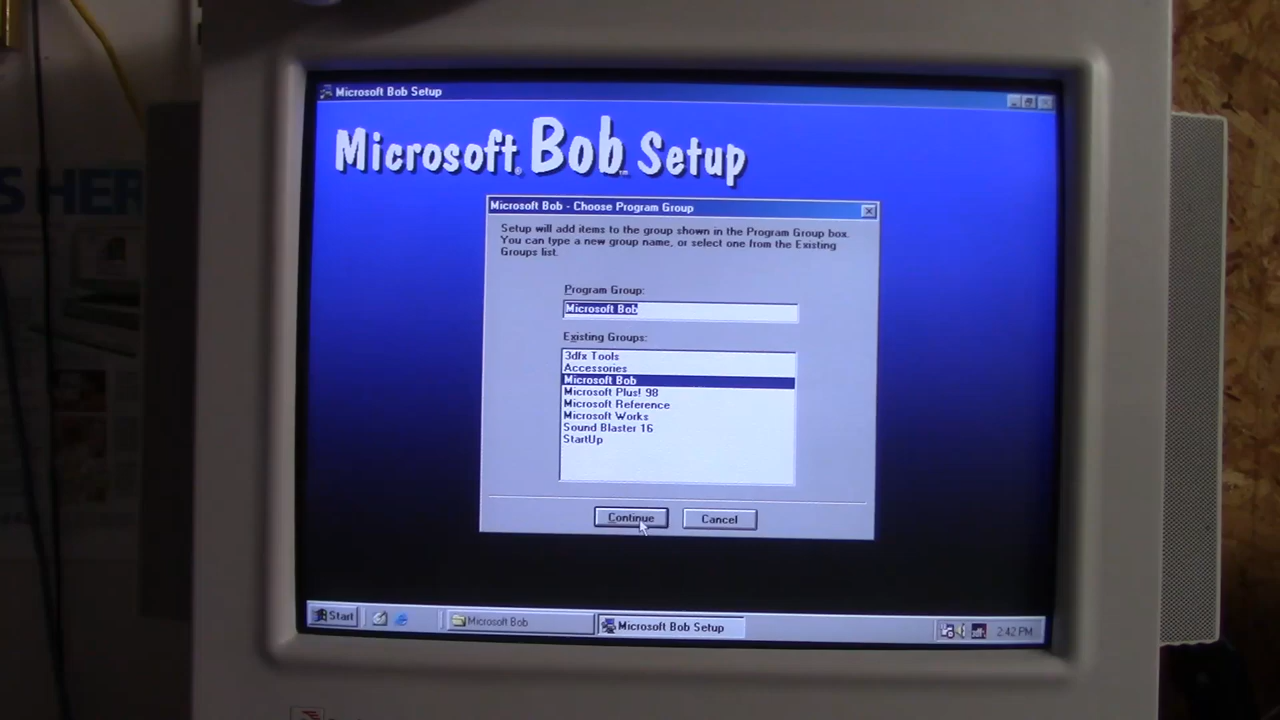 Microsoft Bob Setup
Microsoft® Bob™ Setup
Microsoft Bob - Choose Program Group
Setup will add items to the group shown in the Program Group box.
You can type a new group name, or select one from the Existing
Groups list.
Program Group:
Microsoft Bob
Existing Groups:
3dfx Tools
Accessories
Microsoft Bob
Microsoft Plus! 98
Microsoft Reference
Microsoft Works
Sound Blaster 16
StartUp
Continue
Cancel
Start
Microsoft Bob
Microsoft Bob Setup
2:42 PM
S HER